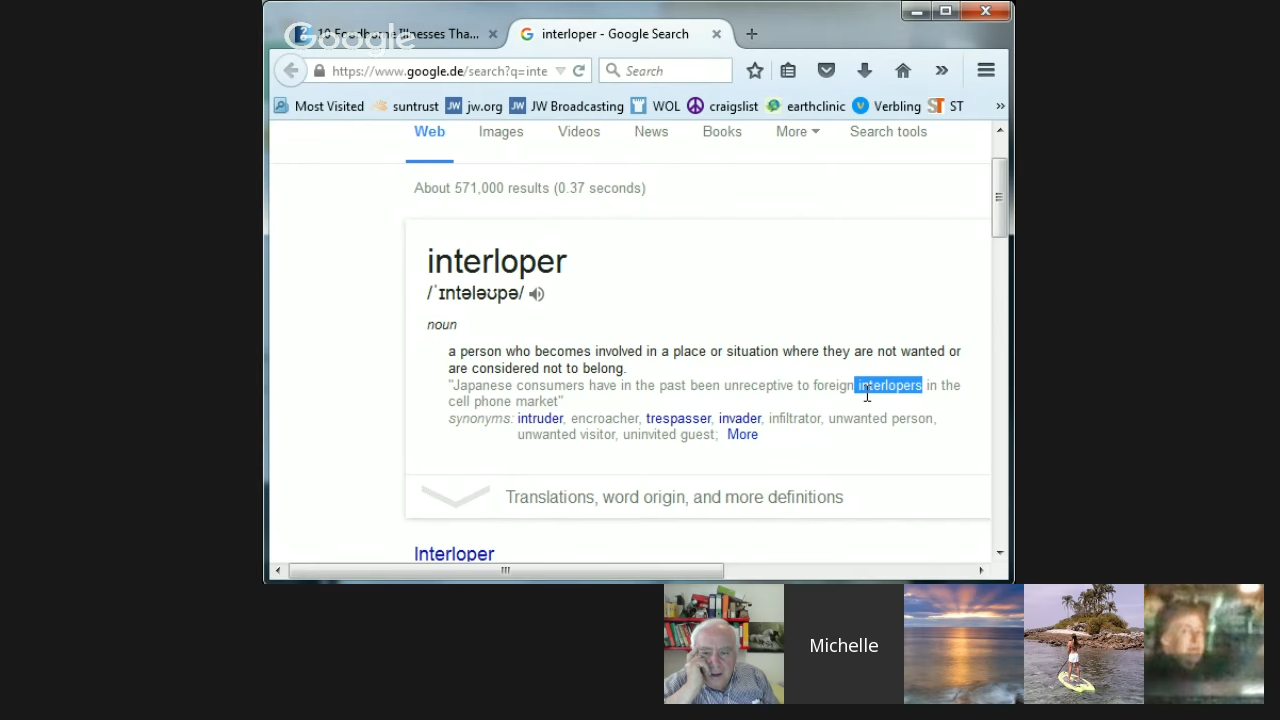 Google
10 Foodborne Illnesses Tha...
interloper - Google Search
https://www.google.de/search?q=inte
Search
Most Visited suntrust jw.org JW Broadcasting WOL craigslist earthclinic Verbling ST
Web Images Videos News Books More Search tools
About 571,000 results (0.37 seconds)
interloper
/ˈɪntələʊpə/
noun
a person who becomes involved in a place or situation where they are not wanted or
are considered not to belong.
"Japanese consumers have in the past been unreceptive to foreign interlopers in the
cell phone market"
synonyms: intruder, encroacher, trespasser, invader, infiltrator, unwanted person,
unwanted visitor, uninvited guest; More
Translations, word origin, and more definitions
Interloper
Michelle